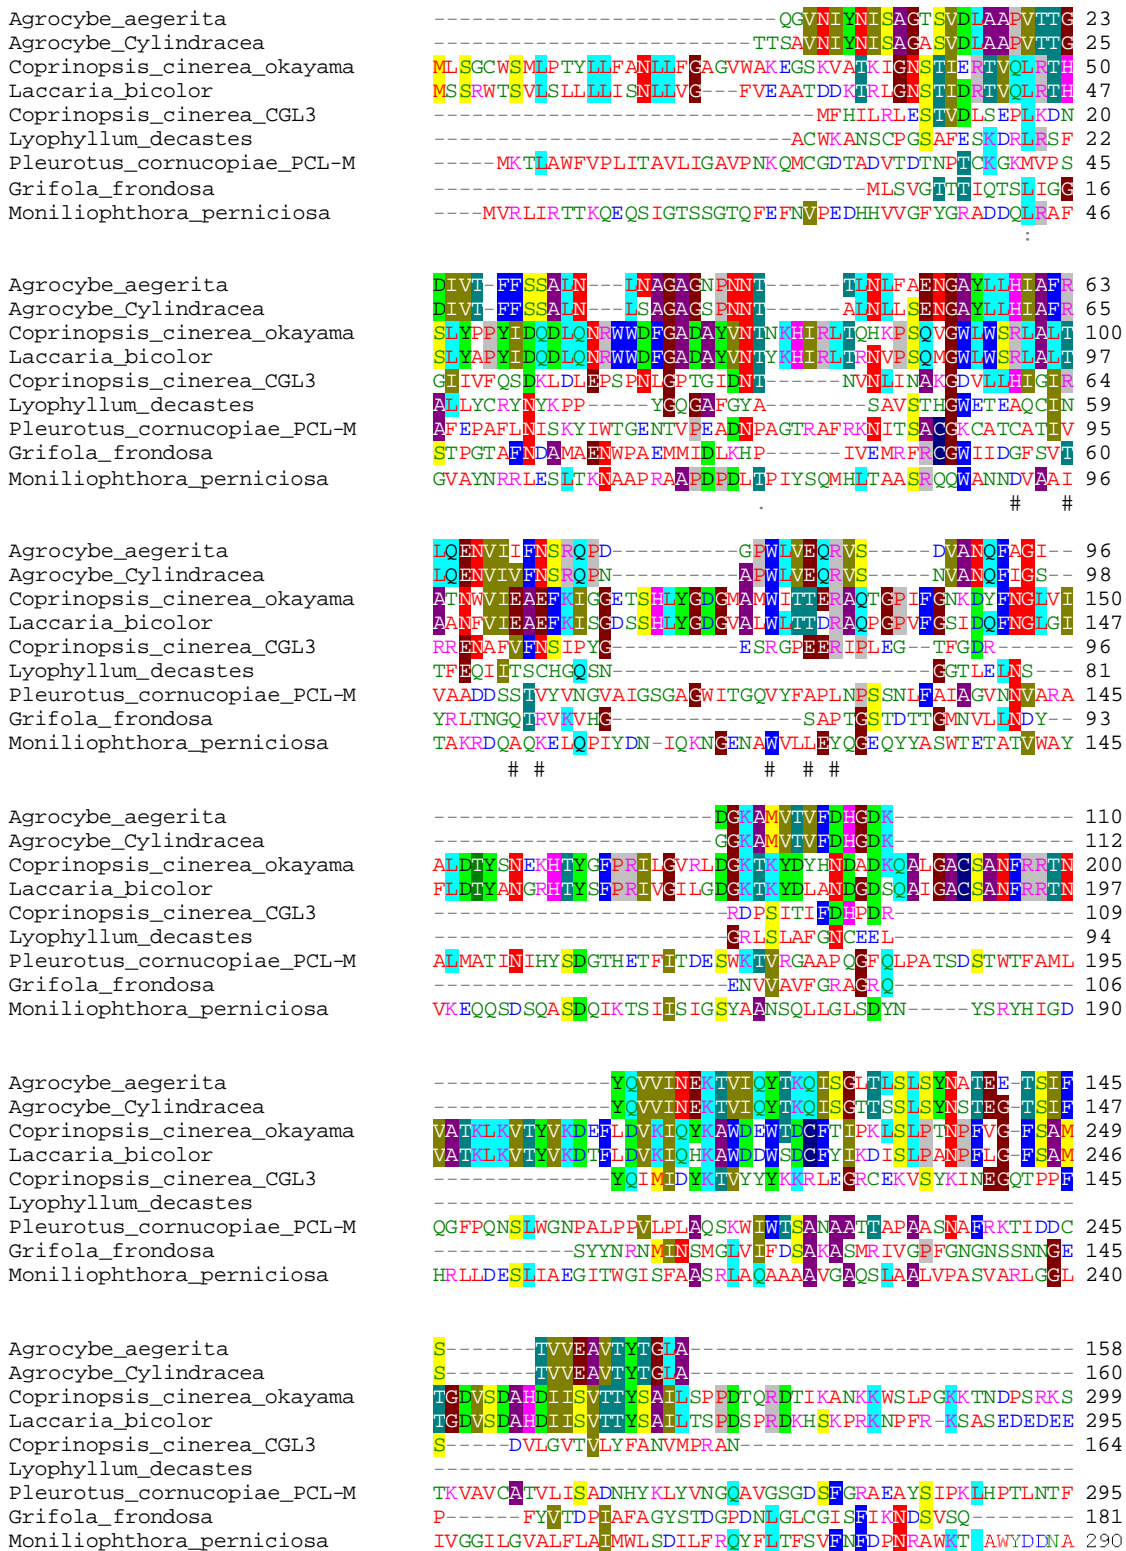 Agrocybe_aegerita ---------------------------QGVNIYNISAGTSVDLAAPVTTG 23
Agrocybe_Cylindracea -------------------------TTSAVNIYNISAGASVDLAAPVTTG 25
Coprinopsis_cinerea_okayama MLSGCWSMLPTYLLFANLLFGAGVWAKEGSKVATKIGNSTIERTVQLRTH 50
Laccaria_bicolor MSSRWTSVLSLLLLLISNLLVG---FVEAATDDKTRLGNSTIDRTVQLRTH 47
Coprinopsis_cinerea_CGL3 ------------------------------MFHILRLESTVDLSEPLKDN 20
Lyophyllum_decastes ----------------------------ACWKANSCPGSAFESKDRLRSF 22
Pleurotus_cornucopiae_PCL-M -----MKTLAWFVPLITAVLIGAVPNKQMCGDTADVTDTNPTCKGKMVPS 45
Grifola_frondosa ----------------------------------MLSVGTTTIQTSLIGG 16
Moniliophthora_perniciosa ----MVRLIRTTKQEQSIGTSSGTQFEFNVPEDHHVVGFYGRADDQLRAF 46
:
Agrocybe_aegerita DIVT-FFSSALN---LNAGAGNPNNT------TLNLFAENGAYLLHIAFR 63
Agrocybe_Cylindracea DIVT-FFSSALN---LSAGAGSPNNT------ALNLLSENGAYLLHIAFR 65
Coprinopsis_cinerea_okayama SLYPPYIDQDLQNRWWDFGADAYVNTNKHIRLTQHKPSQVGWLWSRLALT 100
Laccaria_bicolor SLYAPYIDQDLQNRWWDFGADAYVNTYKHIRLTRNVPSQMGWLWSRLALT 97
Coprinopsis_cinerea_CGL3 GIIVFQSDKLDLEPSPNLGPTGIDNT------NVNLINAKGDVLLHIGIR 64
Lyophyllum_decastes ALLYCRYNYKPP-----YGQGAFGYA------SAVSTHGWETEAQCIN 59
Pleurotus_cornucopiae_PCL-M AFEPAFLNISKYIWTGENTVPEADNPAGTRAFRKNITSACGKCATCATIV 95
Grifola_frondosa STPGTAFNDAMAENWPAEMMIDLKHP------IVEMRFRCGWIIDGFSVT 60
Moniliophthora_perniciosa GVAYNRRLESLTKNAAPRAAPDPDLTPIYSQMHLTAASRQQWANNDVAAI 96
. # #
Agrocybe_aegerita LQENVIIFNSRQPD----------GPWLVEQRVS-----DVANQFAGI-- 96
Agrocybe_Cylindracea LQENVIVFNSRQPN----------APWLVEQRVS-----NVANQFIGS-- 98
Coprinopsis_cinerea_okayama ATNWVIEAEFKIGGETSHLYGDGMAMWITTERAQTGPIFGNKDYFNGLVI 150
Laccaria_bicolor AANFVIEAEFKISGDSSHLYGDGVALWLTTDRAQPGPVFGSIDQFNGLGI 147
Coprinopsis_cinerea_CGL3 RRENAFVFNSIPYG----------ESRGPEERIPLEG--TFGDR------ 96
Lyophyllum_decastes TFEQIITSCHGQSN-------------------------GGTLELNS--- 81
Pleurotus_cornucopiae_PCL-M VAADDSSTVYVNGVAIGSGAGWITGQVYFAPLNPSSNLFAIAGVNNVARA 145
Grifola_frondosa YRLTNGQTRVKVHG---------------SAPTGSTDTTGMNVLLNDY-- 93
Moniliophthora_perniciosa TAKRDQAQKELQPIYDN-IQKNGENAWVLLEYQGEQYYASWTETATVWAY 145
# # # # #
Agrocybe_aegerita ----------------------DGKAMVTVFDHGDK-------------- 110
Agrocybe_Cylindracea ----------------------GGKAMVTVFDHGDK-------------- 112
Coprinopsis_cinerea_okayama ALDTYSNEKHTYGFPRILGVRLDGKTKYDYHNDADKQALGACSANFRRTN 200
Laccaria_bicolor FLDTYANGRHTYSFPRIVGILGDGKTKYDLANDGDSQAIGACSANFRRTN 197
Coprinopsis_cinerea_CGL3 -----------------------RDPSITIFDHPDR-------------- 109
Lyophyllum_decastes -----------------------GRLSLAFGNCEEL-------------- 94
Pleurotus_cornucopiae_PCL-M ALMATINIHYSDGTHETFITDESWKTVRGAAPQGFQLPATSDSTWTFAML 195
Grifola_frondosa -----------------------ENVVAVFGRAGRQ-------------- 106
Moniliophthora_perniciosa VKEQQSDSQASDQIKTSIISIGSYAANSQLLGLSDYN-----YSRYHIGD 190
Agrocybe_aegerita --------------YQVVINEKTVIQYTKQISGLTLSLSYNATEE-TSIF 145
Agrocybe_Cylindracea --------------YQVVINEKTVIQYTKQISGTTSSLSYNSTEG-TSIF 147
Coprinopsis_cinerea_okayama VATKLKVTYVKDEFLDVKIQYKAWDEWTDCFTIPKLSLPTNPFVG-FSAM 249
Laccaria_bicolor VATKLKVTYVKDTFLDVKIQHKAWDDWSDCFYIKDISLPANPFLG-FSAM 246
Coprinopsis_cinerea_CGL3 --------------YQIMIDYKTVYYYKKRLEGRCEKVSYKINEGQTPPF 145
Lyophyllum_decastes --------------------------------------------------
Pleurotus_cornucopiae_PCL-M QGFPQNSLWGNPALPPVLPLAQSKWIWTSANAATTAPAASNAFRKTIDDC 245
Grifola_frondosa -----------SYYNRNMINSMGLVIFDSAKASMRIVGPFGNGNSSNNGE 145
Moniliophthora_perniciosa HRLLDESLIAEGITWGISFAASRLAQAAAAAVGAQSLAALVPASVARLGGL 240
Agrocybe_aegerita S-------TVVEAVTYTGLA------------------------------ 158
Agrocybe_Cylindracea S-------TVVEAVTYTGLA------------------------------ 160
Coprinopsis_cinerea_okayama TGDVSDAHDIISVTTYSAILSPPDTQRDTIKANKKWSLPGKKTNDPSRKS 299
Laccaria_bicolor TGDVSDAHDIISVTTYSAILTSPDSPRDKHSKPRKNPFR-KSASEDEDEE 295
Coprinopsis_cinerea_CGL3 S-----DVLGVTVLYFANVMPRAN-------------------------- 164
Lyophyllum_decastes --------------------------------------------------
Pleurotus_cornucopiae_PCL-M TKVAVCATVLISADNHYKLYVNGQAVGSGDSFGRAEAYSIPKLHPTLNTF 295
Grifola_frondosa P------FYVTDPIAFAGYSTDGPDNLGLCGISFIKNDSVSQ-------- 181
Moniliophthora_perniciosa IVGGILGVALFLAIMWLSDILFRQYFLTFSVFNFDPNRAWKT-AWYDDNA 290